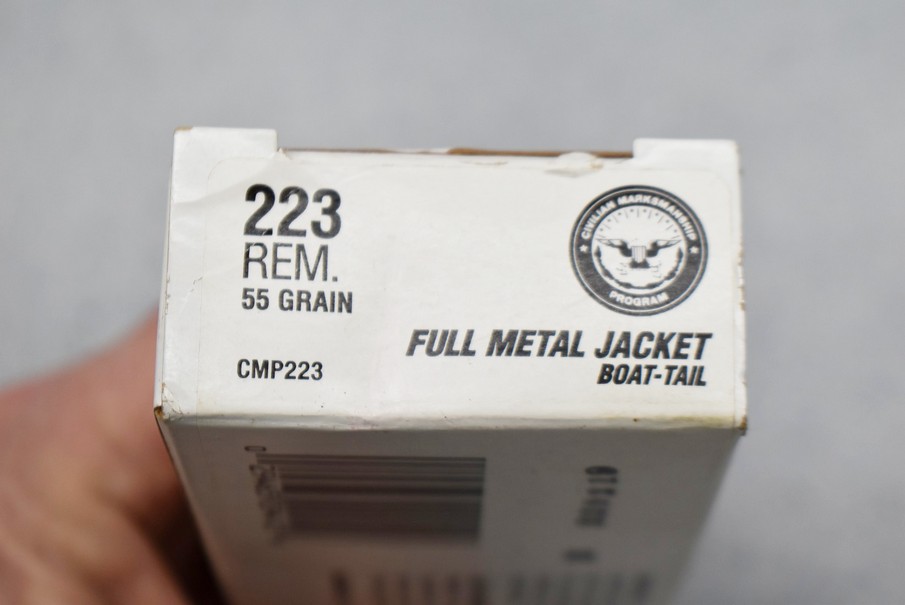 223
REM.
55 GRAIN
CMP223
CIVILIAN MARKSMANSHIP
PROGRAM
FULL METAL JACKET
BOAT-TAIL